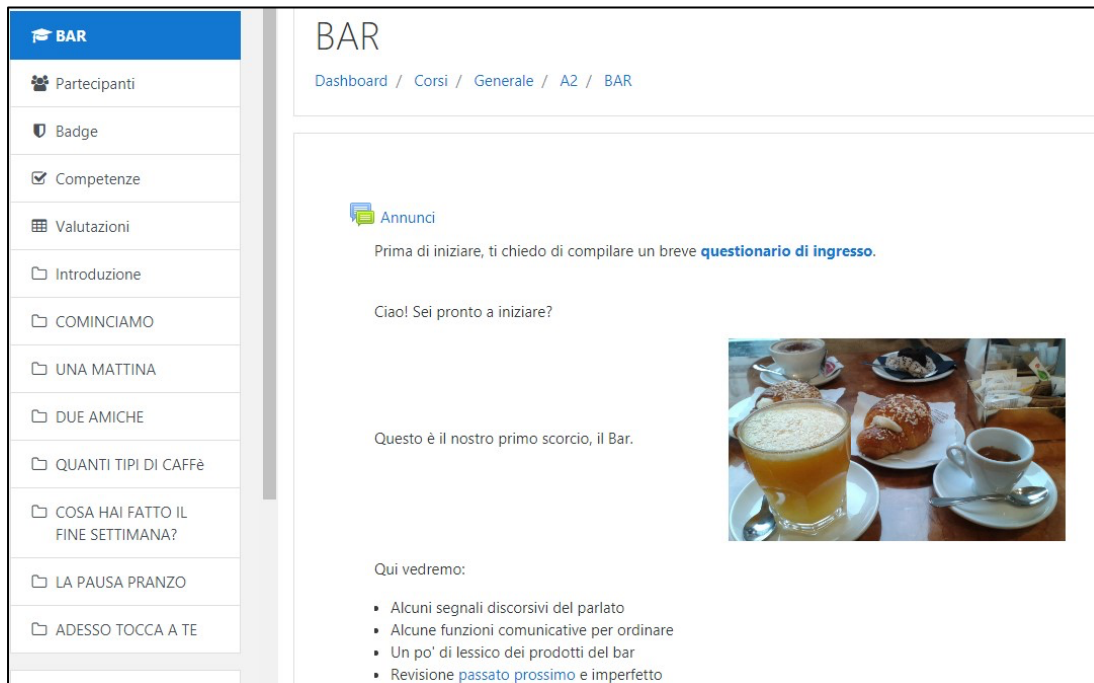 BAR
Partecipanti
Badge
Competenze
Valutazioni
Introduzione
COMINCIAMO
UNA MATTINA
DUE AMICHE
QUANTI TIPI DI CAFFè
COSA HAI FATTO IL
FINE SETTIMANA?
LA PAUSA PRANZO
ADESSO TOCCA A TE
BAR
Dashboard / Corsi / Generale / A2 / BAR
Annunci
Prima di iniziare, ti chiedo di compilare un breve questionario di ingresso.
Ciao! Sei pronto a iniziare?
Questo è il nostro primo scorcio, il Bar.
Qui vedremo:
• Alcuni segnali discorsivi del parlato
• Alcune funzioni comunicative per ordinare
• Un po' di lessico dei prodotti del bar
• Revisione passato prossimo e imperfetto